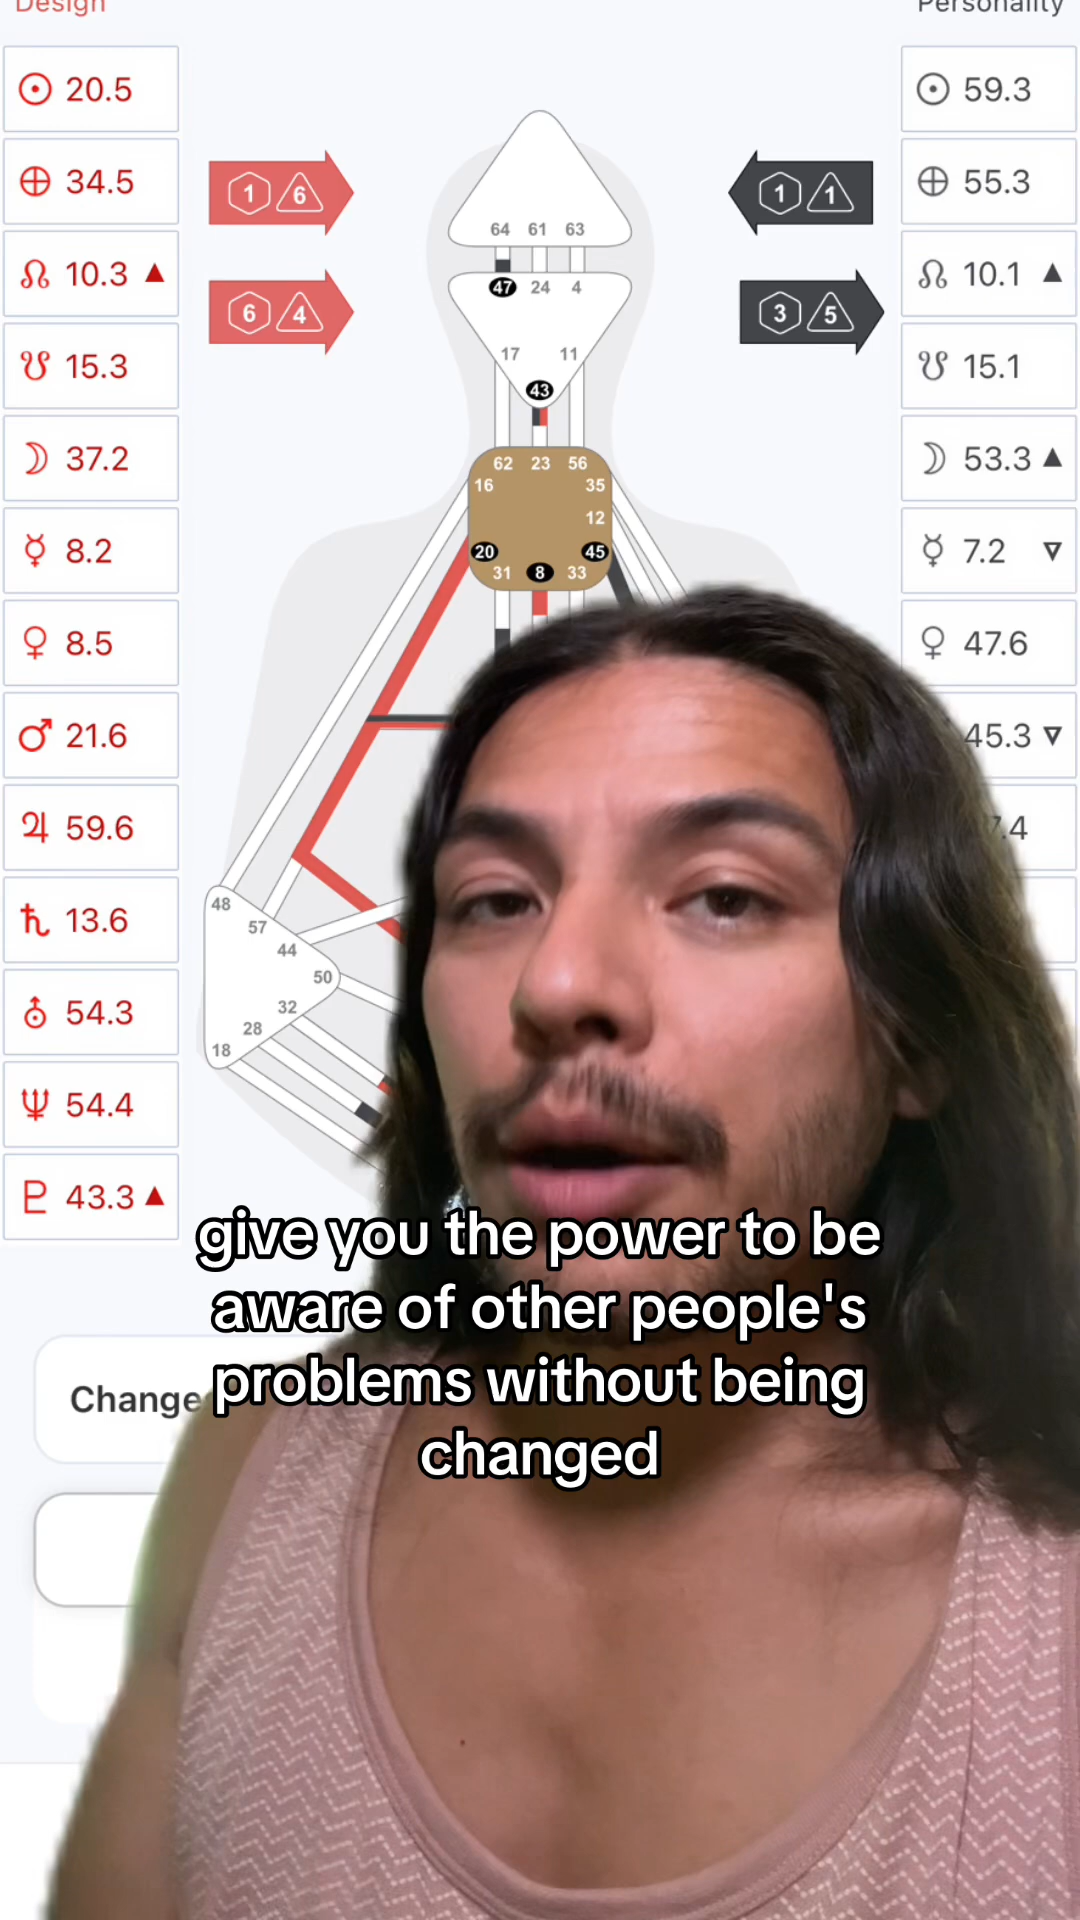 Design
Personality
☉ 20.5
⊕ 34.5
☊ 10.3 ▲
☋ 15.3
☽ 37.2
☿ 8.2
♀ 8.5
♂ 21.6
♃ 59.6
♄ 13.6
⛢ 54.3
♆ 54.4
♇ 43.3 ▲
1 6
6 4
1 1
3 5
64 61 63
47 24 4
17 11
43
62 23 56
16 35
12
20 45
31 8 33
48
57
44
50
32
28
18
☉ 59.3
⊕ 55.3
☊ 10.1 ▲
☋ 15.1
☽ 53.3 ▲
☿ 7.2 ▽
♀ 47.6
45.3 ▽
.4
give you the power to be
aware of other people's
problems without being
changed
Change